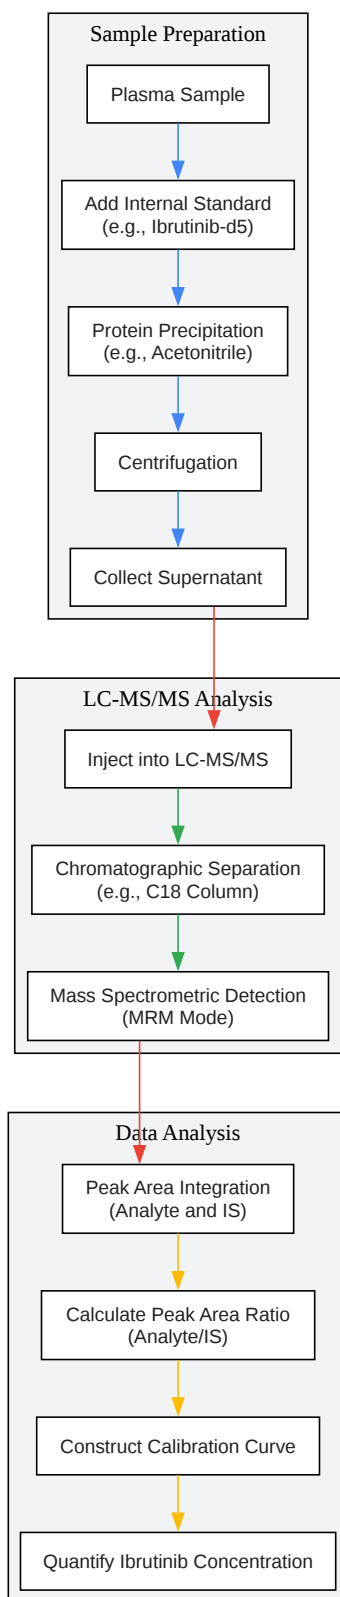 Sample Preparation
Plasma Sample
Add Internal Standard
(e.g., Ibrutinib-d5)
Protein Precipitation
(e.g., Acetonitrile)
Centrifugation
Collect Supernatant
LC-MS/MS Analysis
Inject into LC-MS/MS
Chromatographic Separation
(e.g., C18 Column)
Mass Spectrometric Detection
(MRM Mode)
Data Analysis
Peak Area Integration
(Analyte and IS)
Calculate Peak Area Ratio
(Analyte/IS)
Construct Calibration Curve
Quantify Ibrutinib Concentration